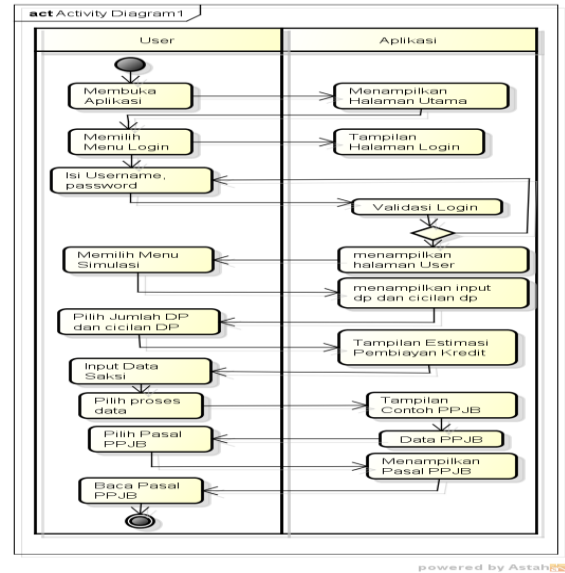 act Activity Diagram1
User
Aplikasi
Membuka
Aplikasi
Menampilkan
Halaman Utama
Memilih
Menu Login
Tampilan
Halaman Login
Isi Username,
password
Validasi Login
Memilih Menu
Simulasi
menampilkan
halaman User
menampilkan input
dp dan cicilan dp
Pilih Jumlah DP
dan cicilan DP
Tampilan Estimasi
Pembiayan Kredit
Input Data
Saksi
Pilih proses
data
Tampilan
Contoh PPJB
Pilih Pasal
PPJB
Data PPJB
Menampilkan
Pasal PPJB
Baca Pasal
PPJB
powered by Astah